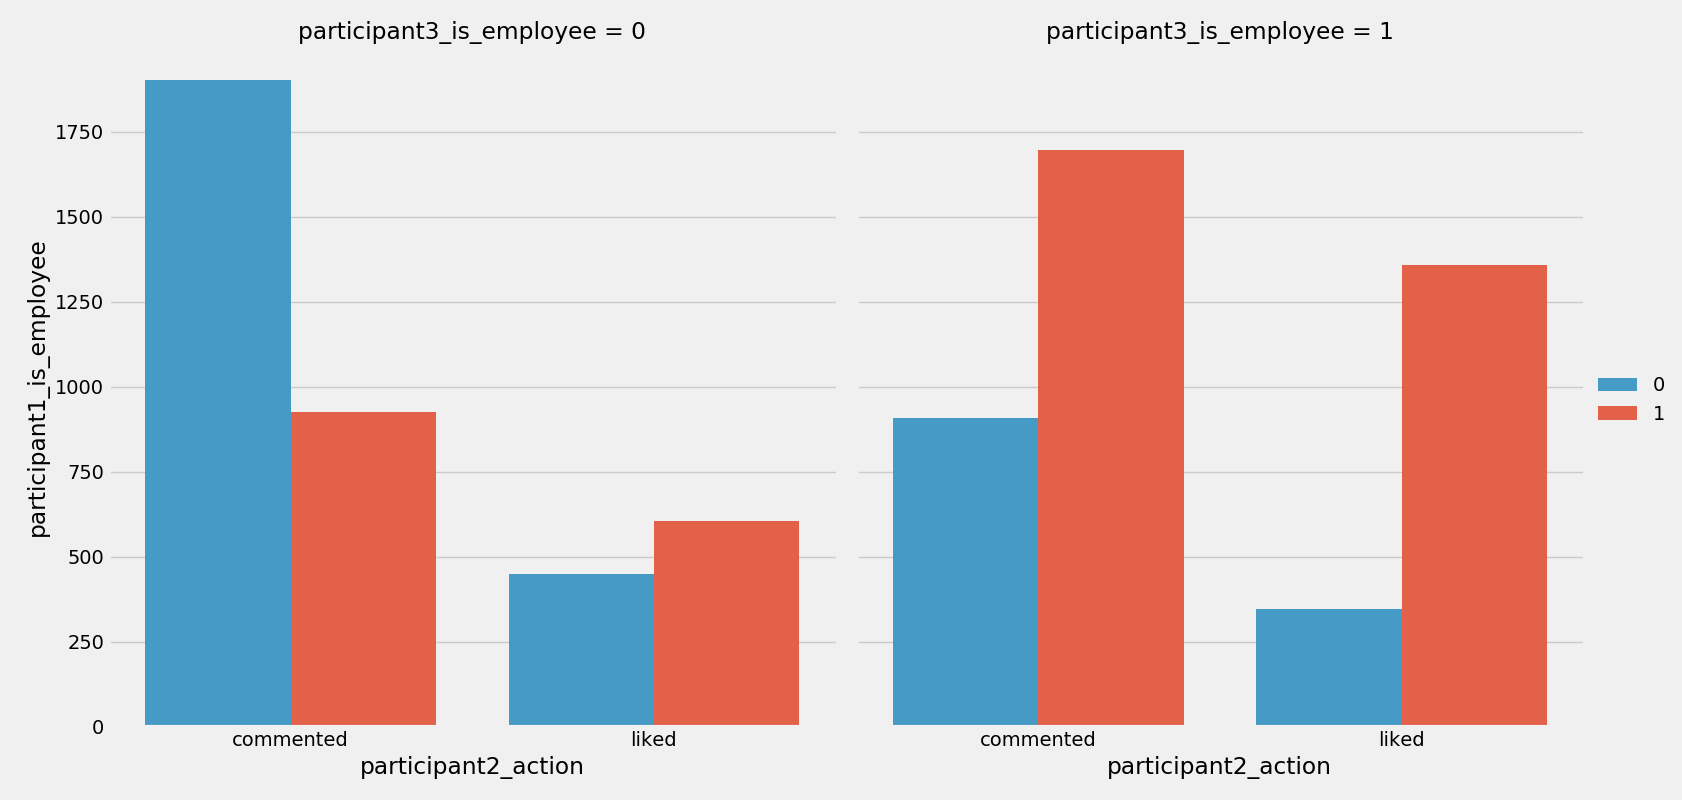 participant3_is_employee = 0
participant3_is_employee = 1
participant1_is_employee
1750
1500
1250
1000
750
500
250
0
commented
liked
participant2_action
commented
liked
participant2_action
0
1